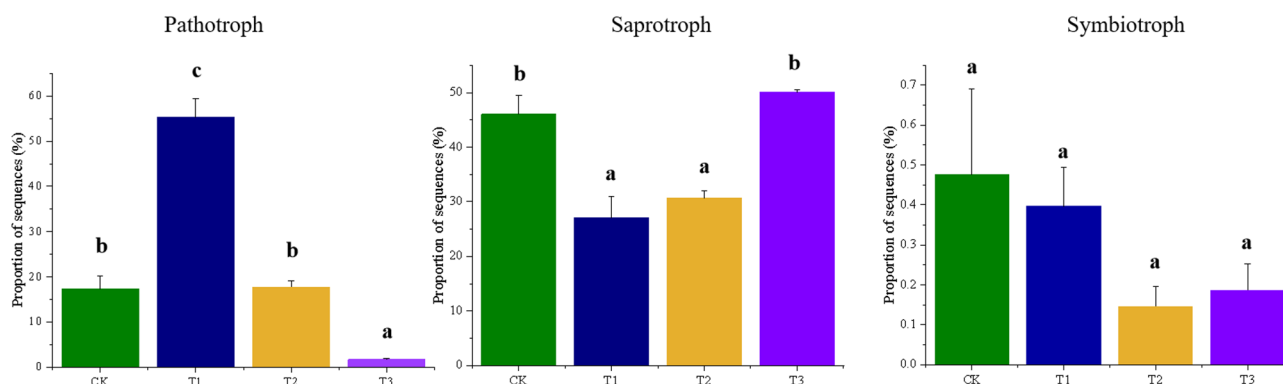 Pathotroph
c
b
b
a
Proportion of sequences (%)
60
50
40
30
20
10
0
CK
T1
T2
T3
Saprotroph
b
b
a
a
Proportion of sequences (%)
50
40
30
20
10
0
CK
T1
T2
T3
Symbiotroph
a
a
a
a
Proportion of sequences (%)
0.7
0.6
0.5
0.4
0.3
0.2
0.1
0.0
CK
T1
T2
T3